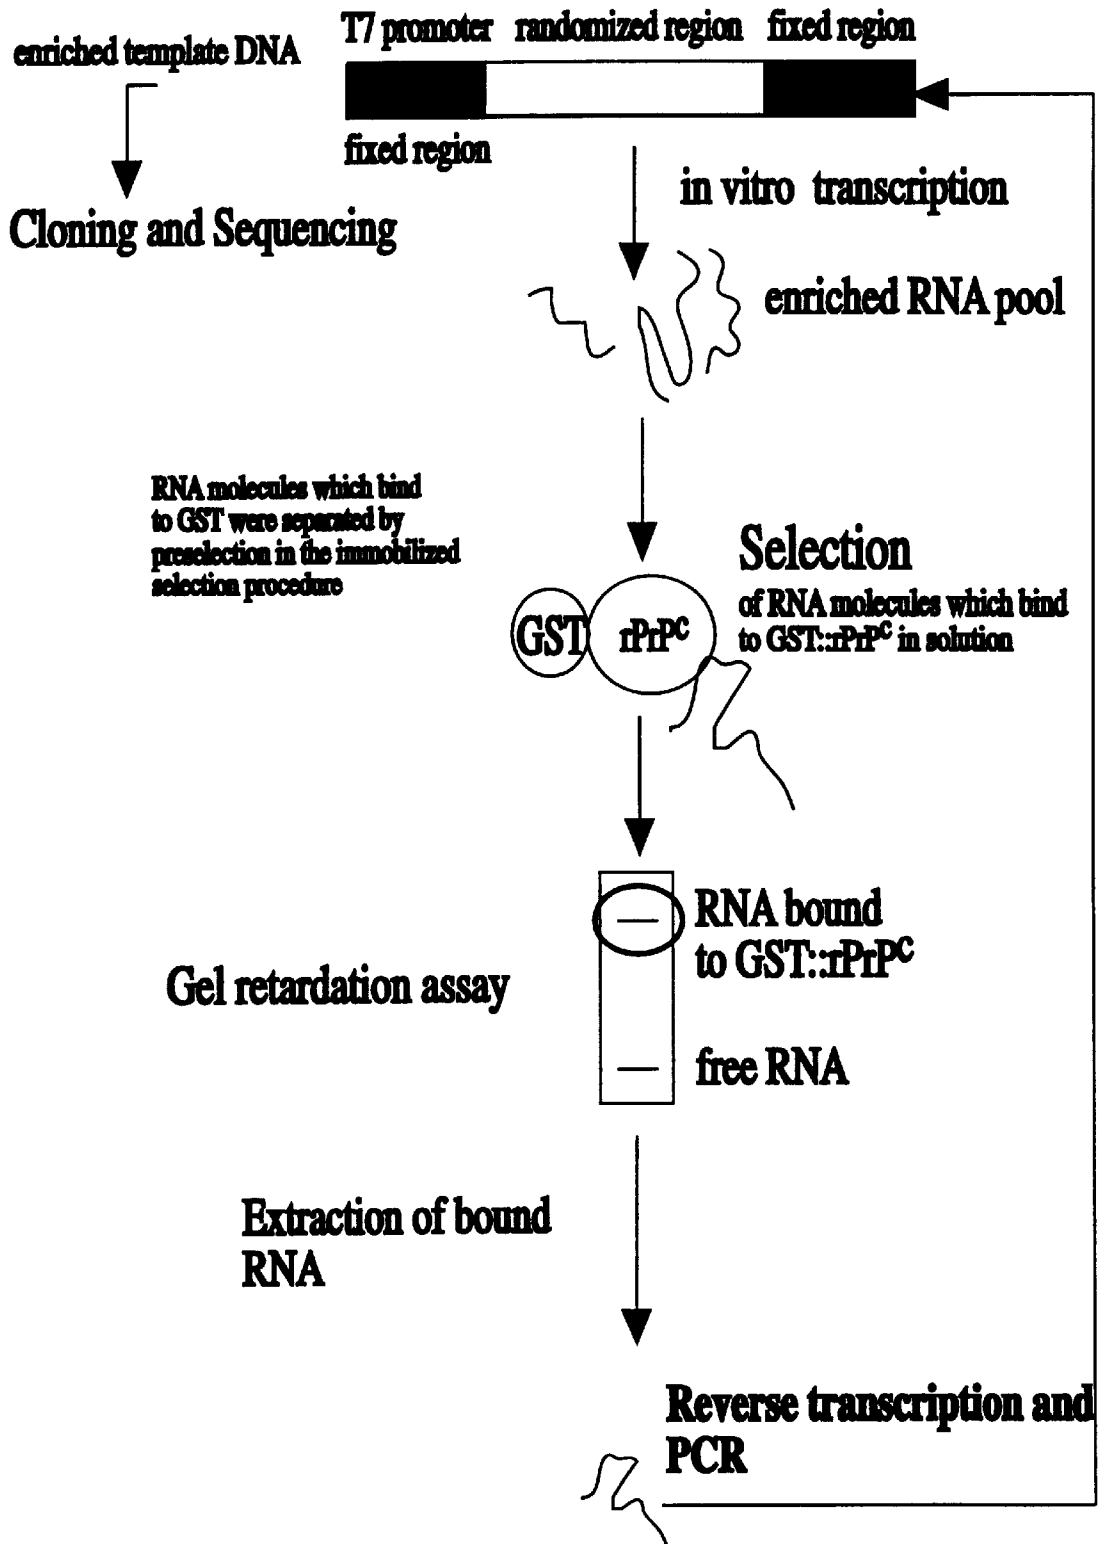 enriched template DNA
T7 promoter randomized region fixed region
fixed region
Cloning and Sequencing
in vitro transcription
enriched RNA pool
RNA molecules which bind
to GST were separated by
preselection in the immobilized
selection procedure
Selection
of RNA molecules which bind
to GST::rPrPᶜ in solution
GST rPrPᶜ
RNA bound
to GST::rPrPᶜ
Gel retardation assay
free RNA
Extraction of bound
RNA
Reverse transcription and
PCR